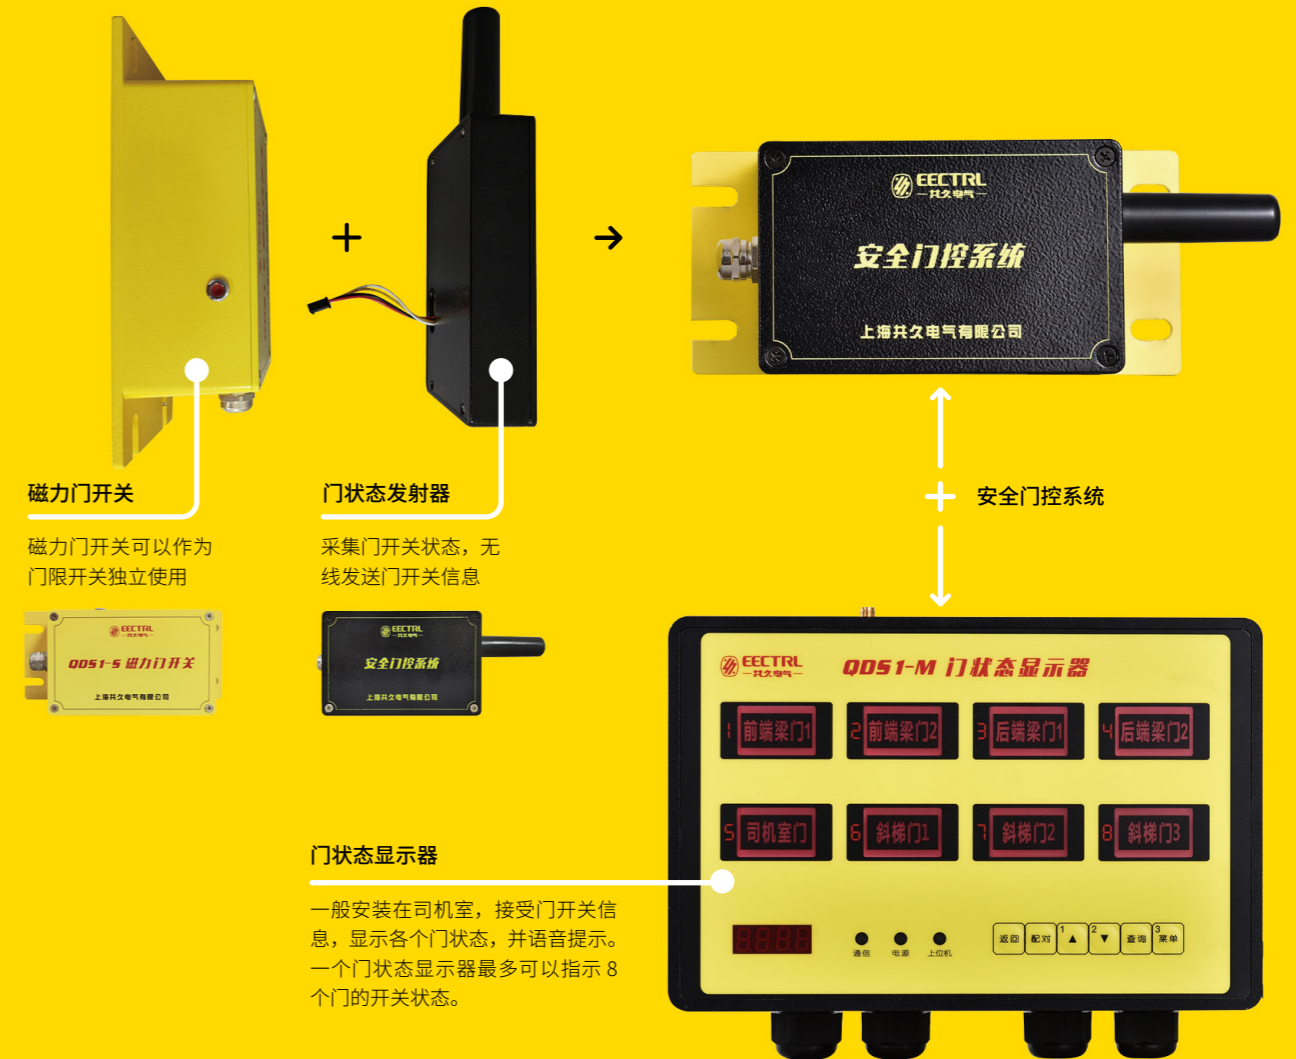 EECTRL
共久电气
安全门控系统
上海共久电气有限公司
磁力门开关
磁力门开关可以作为
门限开关独立使用
门状态发射器
采集门开关状态，无
线发送门开关信息
安全门控系统
EECTRL
共久电气
QDS1-S 磁力门开关
上海共久电气有限公司
EECTRL
共久电气
安全门控系统
上海共久电气有限公司
门状态显示器
一般安装在司机室，接受门开关信
息，显示各个门状态，并语音提示。
一个门状态显示器最多可以指示 8
个门的开关状态。
EECTRL
共久电气
QDS1-M 门状态显示器
1 前端梁门1
2 前端梁门2
3 后端梁门1
4 后端梁门2
5 司机室门
6 斜梯门1
7 斜梯门2
8 斜梯门3
8888
通信
电源
上位机
返回
配对
1 ▲
2 ▼
查询
3 菜单